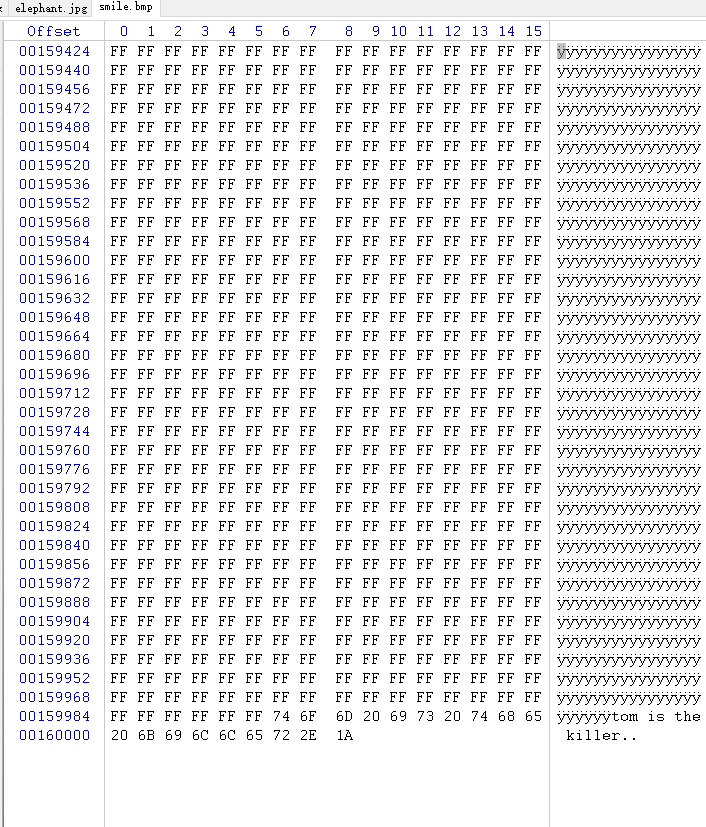 elephant.jpg smile.bmp
Offset 0 1 2 3 4 5 6 7 8 9 10 11 12 13 14 15
00159424 FF FF FF FF FF FF FF FF FF FF FF FF FF FF FF FF ÿÿÿÿÿÿÿÿÿÿÿÿÿÿÿÿ
00159440 FF FF FF FF FF FF FF FF FF FF FF FF FF FF FF FF ÿÿÿÿÿÿÿÿÿÿÿÿÿÿÿÿ
00159456 FF FF FF FF FF FF FF FF FF FF FF FF FF FF FF FF ÿÿÿÿÿÿÿÿÿÿÿÿÿÿÿÿ
00159472 FF FF FF FF FF FF FF FF FF FF FF FF FF FF FF FF ÿÿÿÿÿÿÿÿÿÿÿÿÿÿÿÿ
00159488 FF FF FF FF FF FF FF FF FF FF FF FF FF FF FF FF ÿÿÿÿÿÿÿÿÿÿÿÿÿÿÿÿ
00159504 FF FF FF FF FF FF FF FF FF FF FF FF FF FF FF FF ÿÿÿÿÿÿÿÿÿÿÿÿÿÿÿÿ
00159520 FF FF FF FF FF FF FF FF FF FF FF FF FF FF FF FF ÿÿÿÿÿÿÿÿÿÿÿÿÿÿÿÿ
00159536 FF FF FF FF FF FF FF FF FF FF FF FF FF FF FF FF ÿÿÿÿÿÿÿÿÿÿÿÿÿÿÿÿ
00159552 FF FF FF FF FF FF FF FF FF FF FF FF FF FF FF FF ÿÿÿÿÿÿÿÿÿÿÿÿÿÿÿÿ
00159568 FF FF FF FF FF FF FF FF FF FF FF FF FF FF FF FF ÿÿÿÿÿÿÿÿÿÿÿÿÿÿÿÿ
00159584 FF FF FF FF FF FF FF FF FF FF FF FF FF FF FF FF ÿÿÿÿÿÿÿÿÿÿÿÿÿÿÿÿ
00159600 FF FF FF FF FF FF FF FF FF FF FF FF FF FF FF FF ÿÿÿÿÿÿÿÿÿÿÿÿÿÿÿÿ
00159616 FF FF FF FF FF FF FF FF FF FF FF FF FF FF FF FF ÿÿÿÿÿÿÿÿÿÿÿÿÿÿÿÿ
00159632 FF FF FF FF FF FF FF FF FF FF FF FF FF FF FF FF ÿÿÿÿÿÿÿÿÿÿÿÿÿÿÿÿ
00159648 FF FF FF FF FF FF FF FF FF FF FF FF FF FF FF FF ÿÿÿÿÿÿÿÿÿÿÿÿÿÿÿÿ
00159664 FF FF FF FF FF FF FF FF FF FF FF FF FF FF FF FF ÿÿÿÿÿÿÿÿÿÿÿÿÿÿÿÿ
00159680 FF FF FF FF FF FF FF FF FF FF FF FF FF FF FF FF ÿÿÿÿÿÿÿÿÿÿÿÿÿÿÿÿ
00159696 FF FF FF FF FF FF FF FF FF FF FF FF FF FF FF FF ÿÿÿÿÿÿÿÿÿÿÿÿÿÿÿÿ
00159712 FF FF FF FF FF FF FF FF FF FF FF FF FF FF FF FF ÿÿÿÿÿÿÿÿÿÿÿÿÿÿÿÿ
00159728 FF FF FF FF FF FF FF FF FF FF FF FF FF FF FF FF ÿÿÿÿÿÿÿÿÿÿÿÿÿÿÿÿ
00159744 FF FF FF FF FF FF FF FF FF FF FF FF FF FF FF FF ÿÿÿÿÿÿÿÿÿÿÿÿÿÿÿÿ
00159760 FF FF FF FF FF FF FF FF FF FF FF FF FF FF FF FF ÿÿÿÿÿÿÿÿÿÿÿÿÿÿÿÿ
00159776 FF FF FF FF FF FF FF FF FF FF FF FF FF FF FF FF ÿÿÿÿÿÿÿÿÿÿÿÿÿÿÿÿ
00159792 FF FF FF FF FF FF FF FF FF FF FF FF FF FF FF FF ÿÿÿÿÿÿÿÿÿÿÿÿÿÿÿÿ
00159808 FF FF FF FF FF FF FF FF FF FF FF FF FF FF FF FF ÿÿÿÿÿÿÿÿÿÿÿÿÿÿÿÿ
00159824 FF FF FF FF FF FF FF FF FF FF FF FF FF FF FF FF ÿÿÿÿÿÿÿÿÿÿÿÿÿÿÿÿ
00159840 FF FF FF FF FF FF FF FF FF FF FF FF FF FF FF FF ÿÿÿÿÿÿÿÿÿÿÿÿÿÿÿÿ
00159856 FF FF FF FF FF FF FF FF FF FF FF FF FF FF FF FF ÿÿÿÿÿÿÿÿÿÿÿÿÿÿÿÿ
00159872 FF FF FF FF FF FF FF FF FF FF FF FF FF FF FF FF ÿÿÿÿÿÿÿÿÿÿÿÿÿÿÿÿ
00159888 FF FF FF FF FF FF FF FF FF FF FF FF FF FF FF FF ÿÿÿÿÿÿÿÿÿÿÿÿÿÿÿÿ
00159904 FF FF FF FF FF FF FF FF FF FF FF FF FF FF FF FF ÿÿÿÿÿÿÿÿÿÿÿÿÿÿÿÿ
00159920 FF FF FF FF FF FF FF FF FF FF FF FF FF FF FF FF ÿÿÿÿÿÿÿÿÿÿÿÿÿÿÿÿ
00159936 FF FF FF FF FF FF FF FF FF FF FF FF FF FF FF FF ÿÿÿÿÿÿÿÿÿÿÿÿÿÿÿÿ
00159952 FF FF FF FF FF FF FF FF FF FF FF FF FF FF FF FF ÿÿÿÿÿÿÿÿÿÿÿÿÿÿÿÿ
00159968 FF FF FF FF FF FF FF FF FF FF FF FF FF FF FF FF ÿÿÿÿÿÿÿÿÿÿÿÿÿÿÿÿ
00159984 FF FF FF FF FF FF 74 6F 6D 20 69 73 20 74 68 65 ÿÿÿÿÿÿtom is the
00160000 20 6B 69 6C 6C 65 72 2E 1A killer..